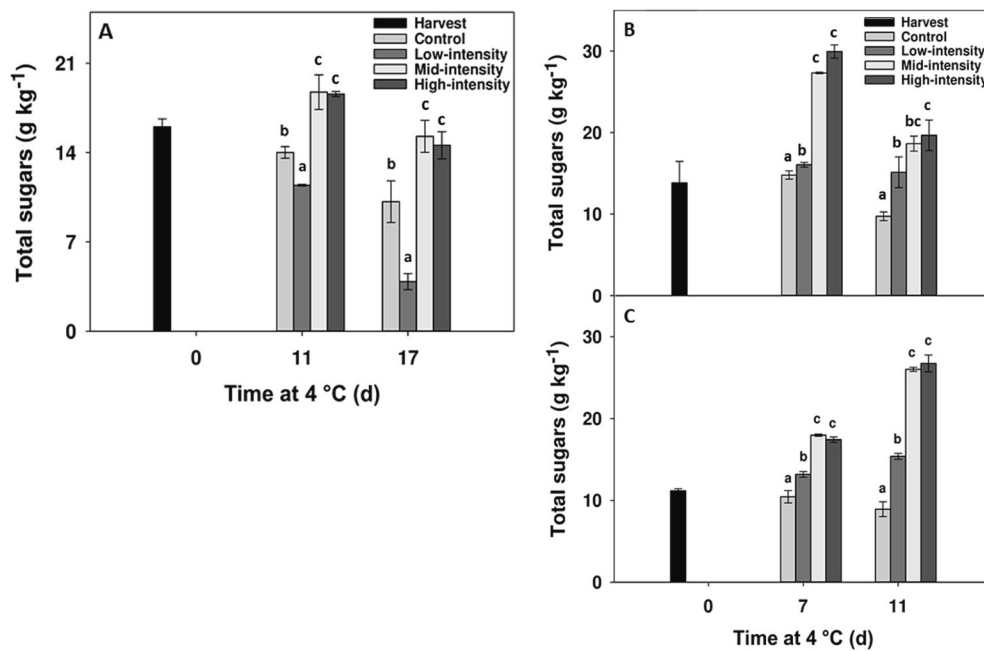 A
Harvest
Control
Low-intensity
Mid-intensity
High-intensity
Total sugars (g kg⁻¹)
21
14
7
0
b
a
c
c
b
a
c
c
0
11
17
Time at 4 °C (d)
B
Harvest
Control
Low-intensity
Mid-intensity
High-intensity
Total sugars (g kg⁻¹)
30
20
10
0
a
b
c
c
a
b
bc
c
C
Total sugars (g kg⁻¹)
30
20
10
0
a
b
c
c
a
b
c
c
0
7
11
Time at 4 °C (d)